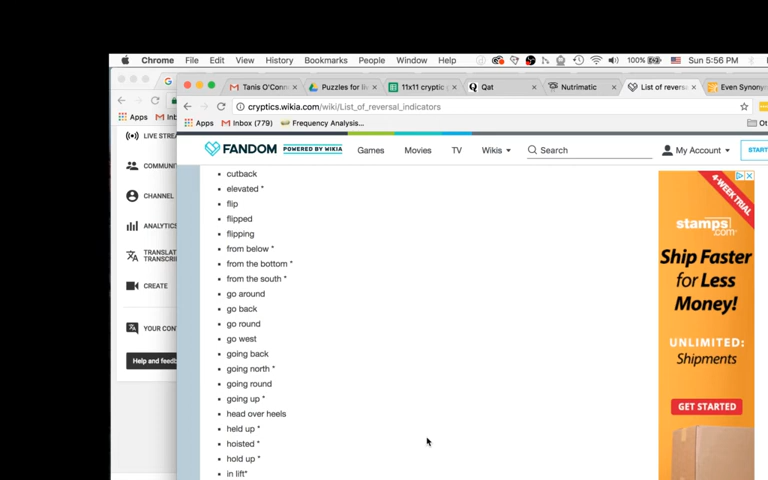 Chrome File Edit View History Bookmarks People Window Help 100% Sun 5:56 PM
Tanis O'Conn Puzzles for liv 11x11 cryptic Qat Nutrimatic List of reversa Even Synony
cryptics.wikia.com/wiki/List_of_reversal_indicators
Apps Inbox (779) Frequency Analysis...
Apps
LIVE STREA
COMMUN
CHANNEL
ANALYTICS
TRANSLAT
TRANSCRI
CREATE
YOUR CON
Help and feedb
FANDOM POWERED BY WIKIA Games Movies TV Wikis Search My Account START
cutback
elevated *
flip
flipped
flipping
from below *
from the bottom *
from the south *
go around
go back
go round
go west
going back
going north *
going round
going up *
head over heels
held up *
hoisted *
hold up *
in lift*
4-WEEK TRIAL
stamps.com
Ship Faster
for Less
Money!
UNLIMITED:
Shipments
GET STARTED